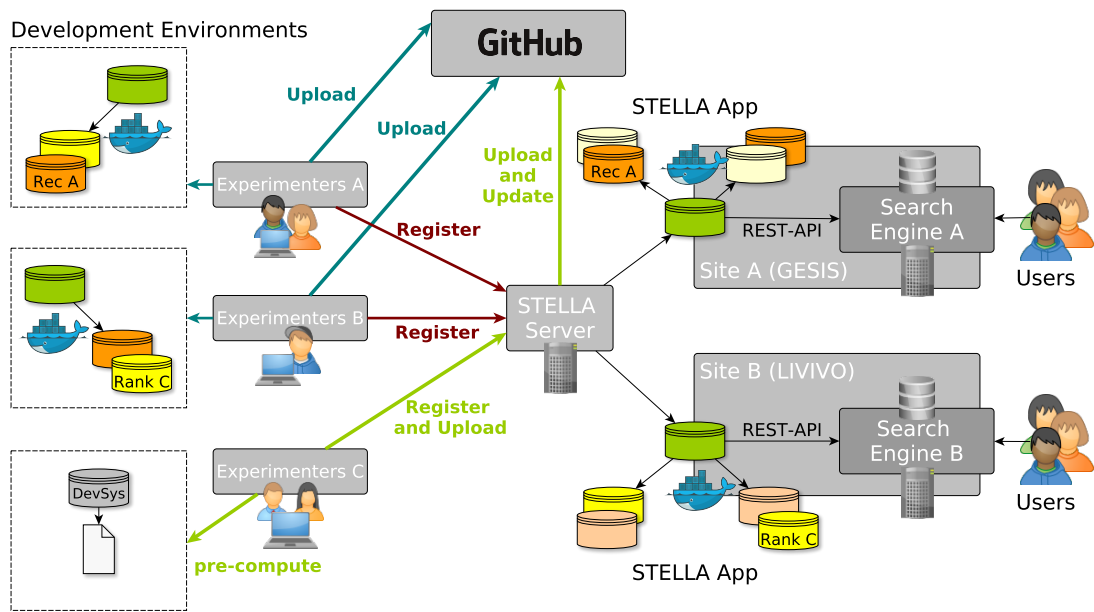 Development Environments
GitHub
Upload
Upload
Upload
and
Update
STELLA App
Rec A
Rec A
Experimenters A
Register
REST-API
Search
Engine A
Site A (GESIS)
Users
Experimenters B
Register
STELLA
Server
Rank C
Site B (LIVIVO)
Register
and Upload
REST-API
Search
Engine B
Users
Experimenters C
DevSys
pre-compute
Rank C
STELLA App